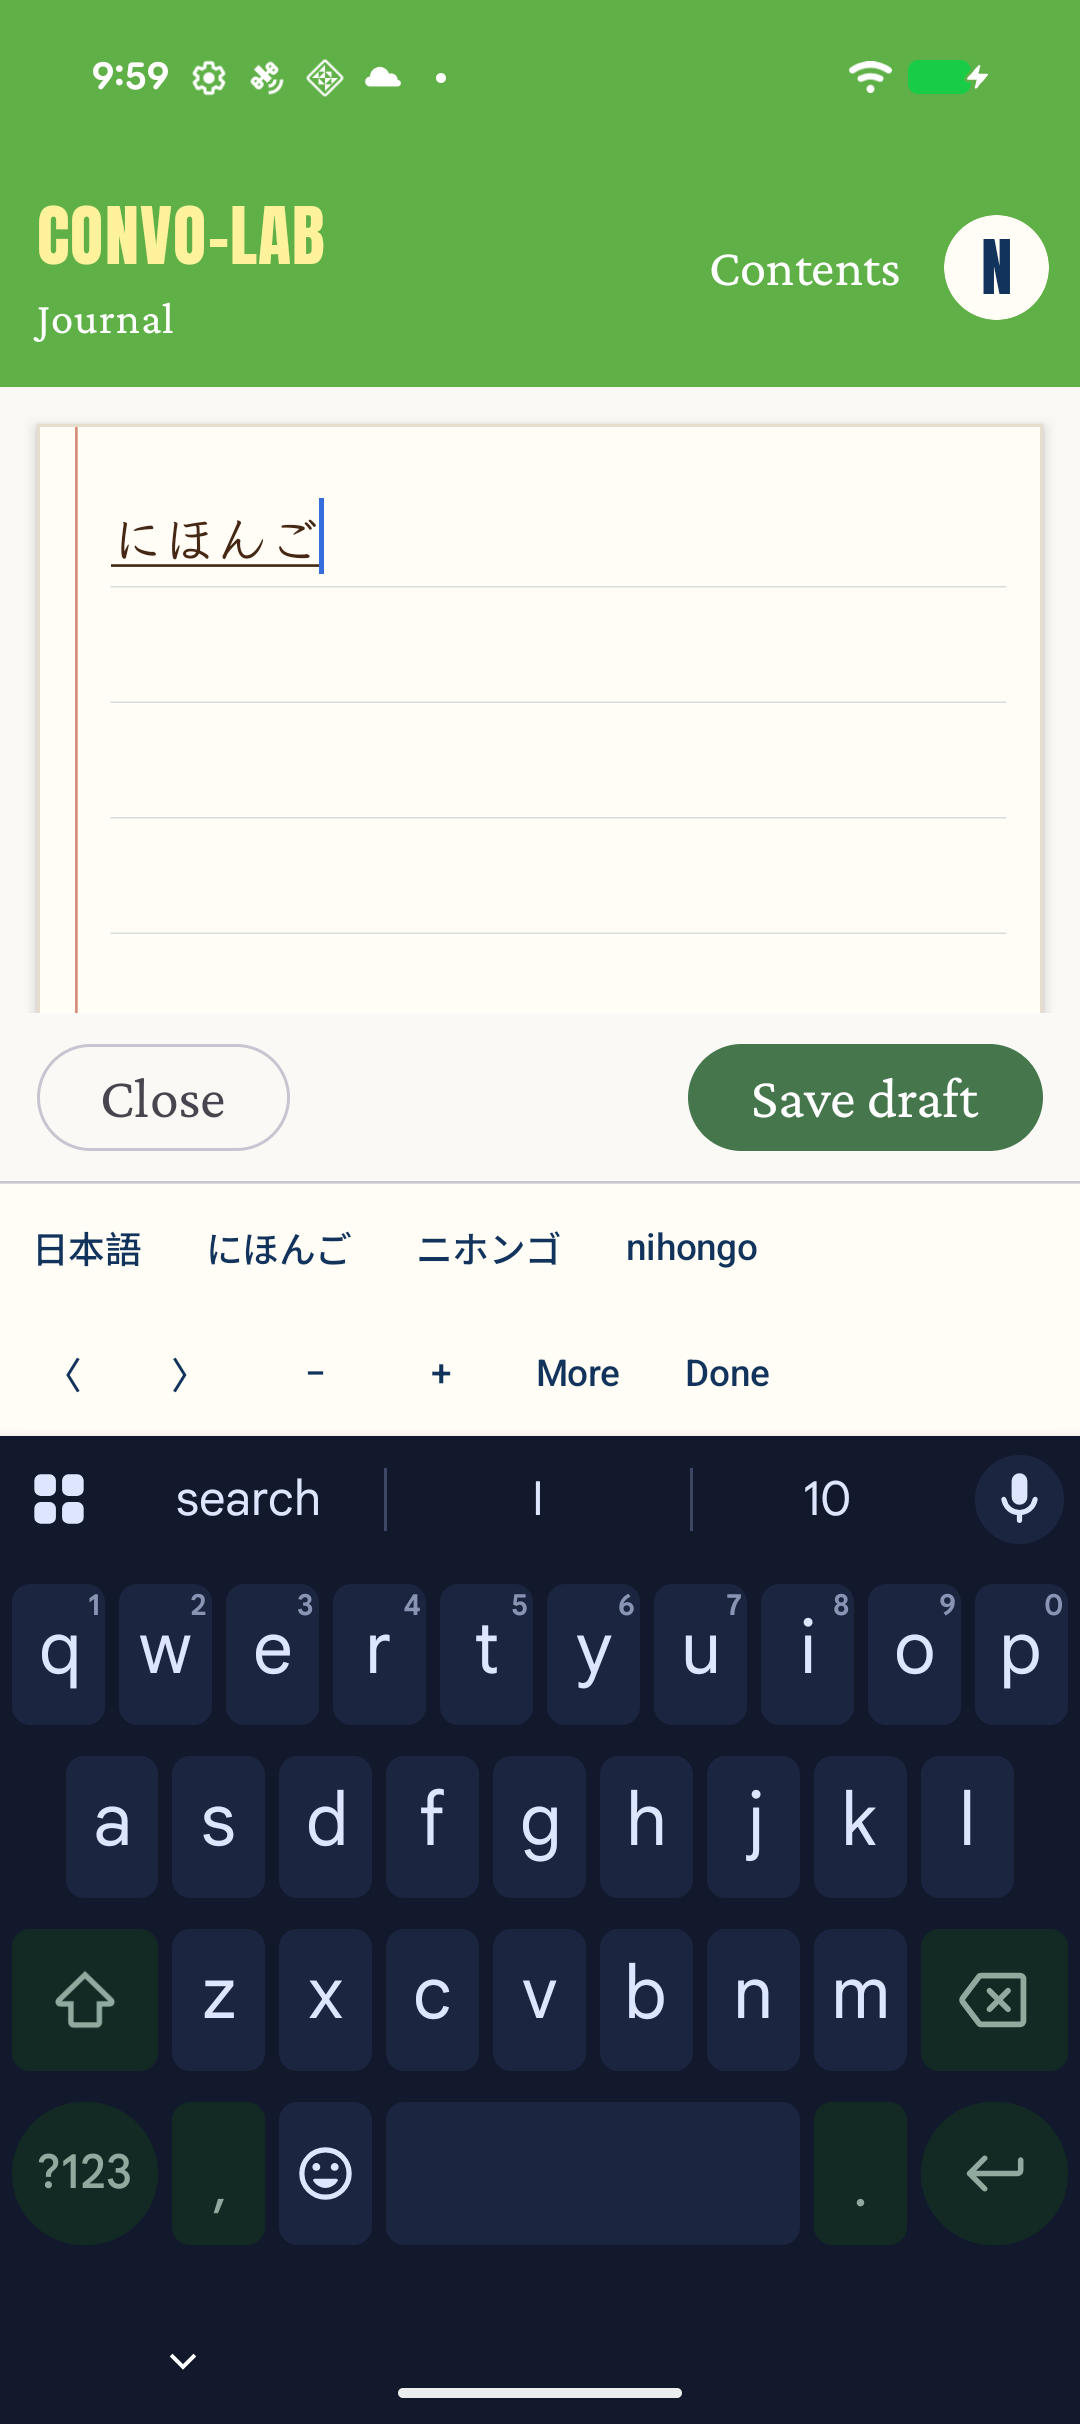 9:59
CONVO-LAB
Journal
Contents
N
にほんご
Close
Save draft
日本語 にほんご ニホンゴ nihongo
〈 〉 - + More Done
search I 10
1 2 3 4 5 6 7 8 9 0
q w e r t y u i o p
a s d f g h j k l
z x c v b n m
?123 , .